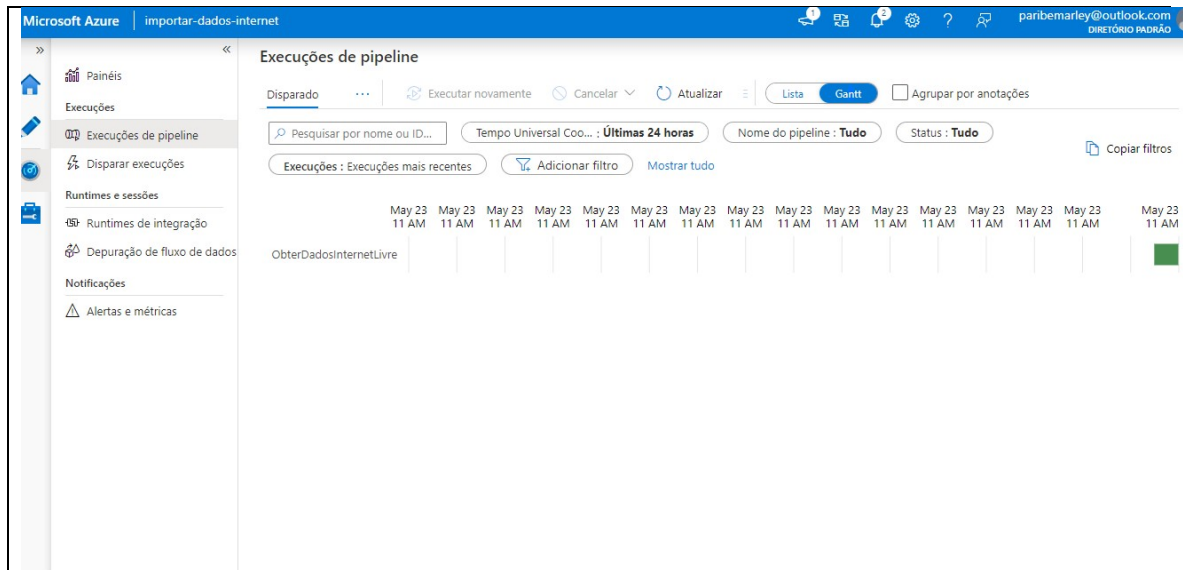 Microsoft Azure importar-dados-internet 1 2 ? paribemarley@outlook.com
DIRETÓRIO PADRÃO
» «
Painéis
Execuções
Execuções de pipeline
Disparar execuções
Runtimes e sessões
Runtimes de integração
Depuração de fluxo de dados
Notificações
Alertas e métricas
Execuções de pipeline
Disparado ... Executar novamente Cancelar Atualizar Lista Gantt Agrupar por anotações
Pesquisar por nome ou ID... Tempo Universal Coo... : Últimas 24 horas Nome do pipeline : Tudo Status : Tudo
Copiar filtros
Execuções : Execuções mais recentes Adicionar filtro Mostrar tudo
May 23 May 23 May 23 May 23 May 23 May 23 May 23 May 23 May 23 May 23 May 23 May 23 May 23 May 23 May 23 May 23
11 AM 11 AM 11 AM 11 AM 11 AM 11 AM 11 AM 11 AM 11 AM 11 AM 11 AM 11 AM 11 AM 11 AM 11 AM 11 AM
ObterDadosInternetLivre